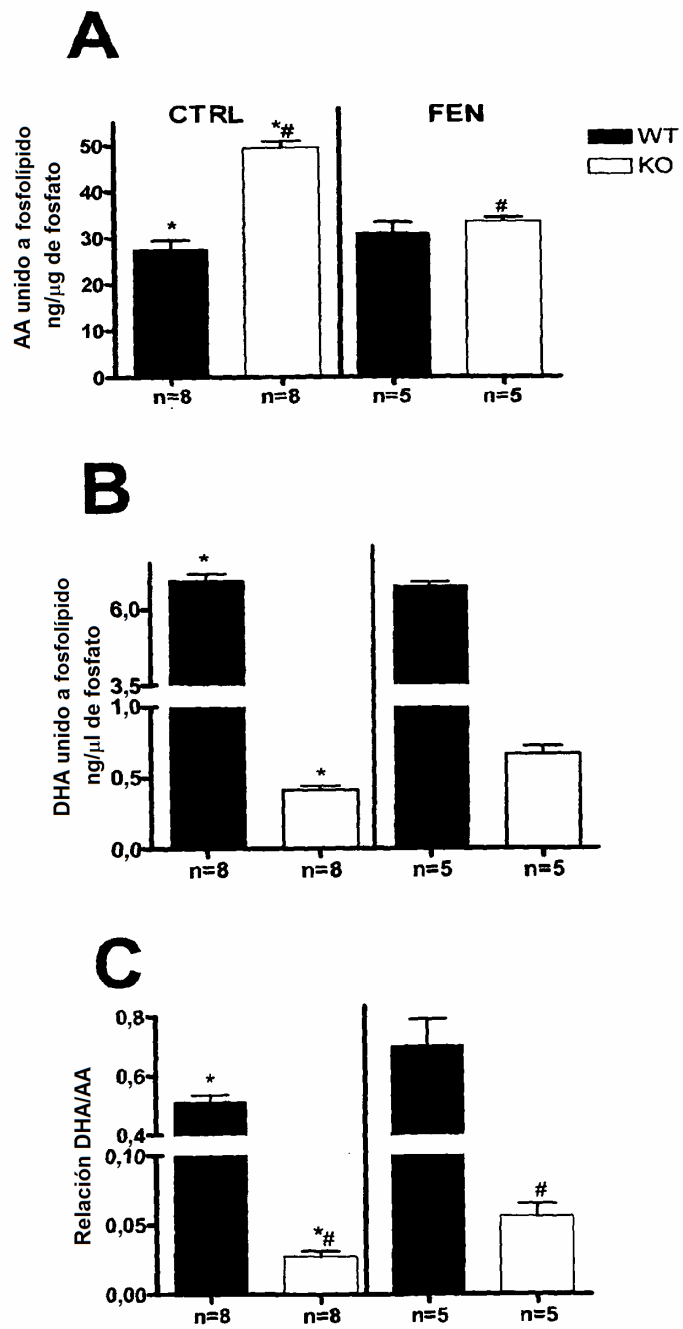 A
CTRL
FEN
WT
KO
AA unido a fosfolípido
ng/µg de fosfato
50
40
30
20
10
0
*
*#
#
n=8
n=8
n=5
n=5
B
DHA unido a fosfolípido
ng/µl de fosfato
6,0
3,5
1,0
0,5
0,0
*
*
n=8
n=8
n=5
n=5
C
Relación DHA/AA
0,8
0,6
0,4
0,10
0,05
0,00
*
*#
#
n=8
n=8
n=5
n=5